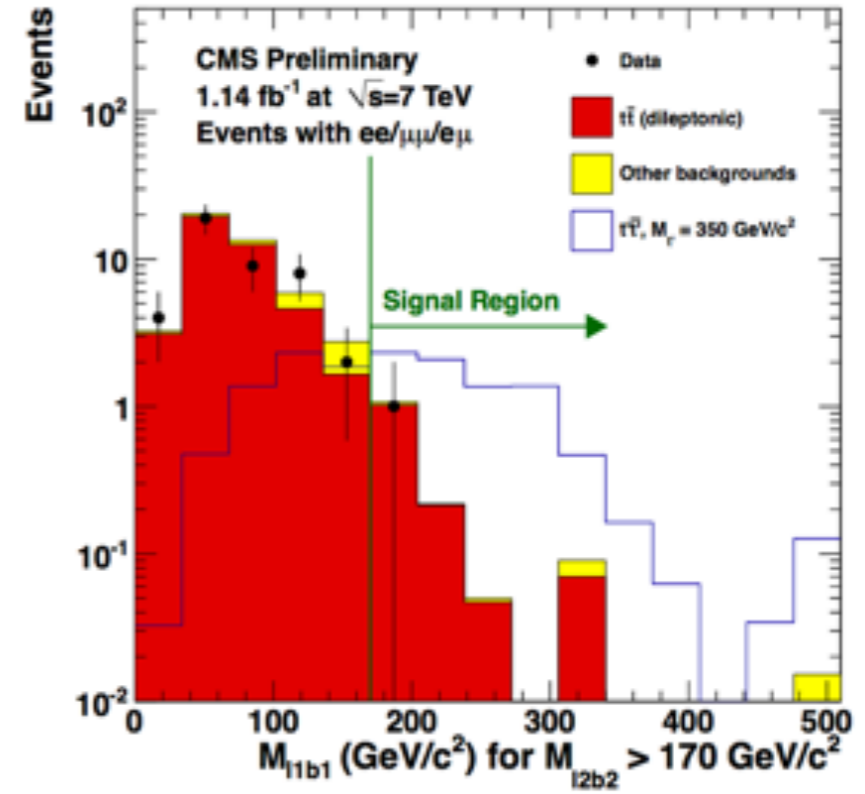 Events
CMS Preliminary
1.14 fb⁻¹ at √s=7 TeV
Events with ee/μμ/eμ
Data
tt̄ (dileptonic)
Other backgrounds
= 350 GeV/c²
Signal Region
10²
10
1
10⁻¹
10⁻²
0 100 200 300 400 500
M_l1b1 (GeV/c²) for M_l2b2 > 170 GeV/c²